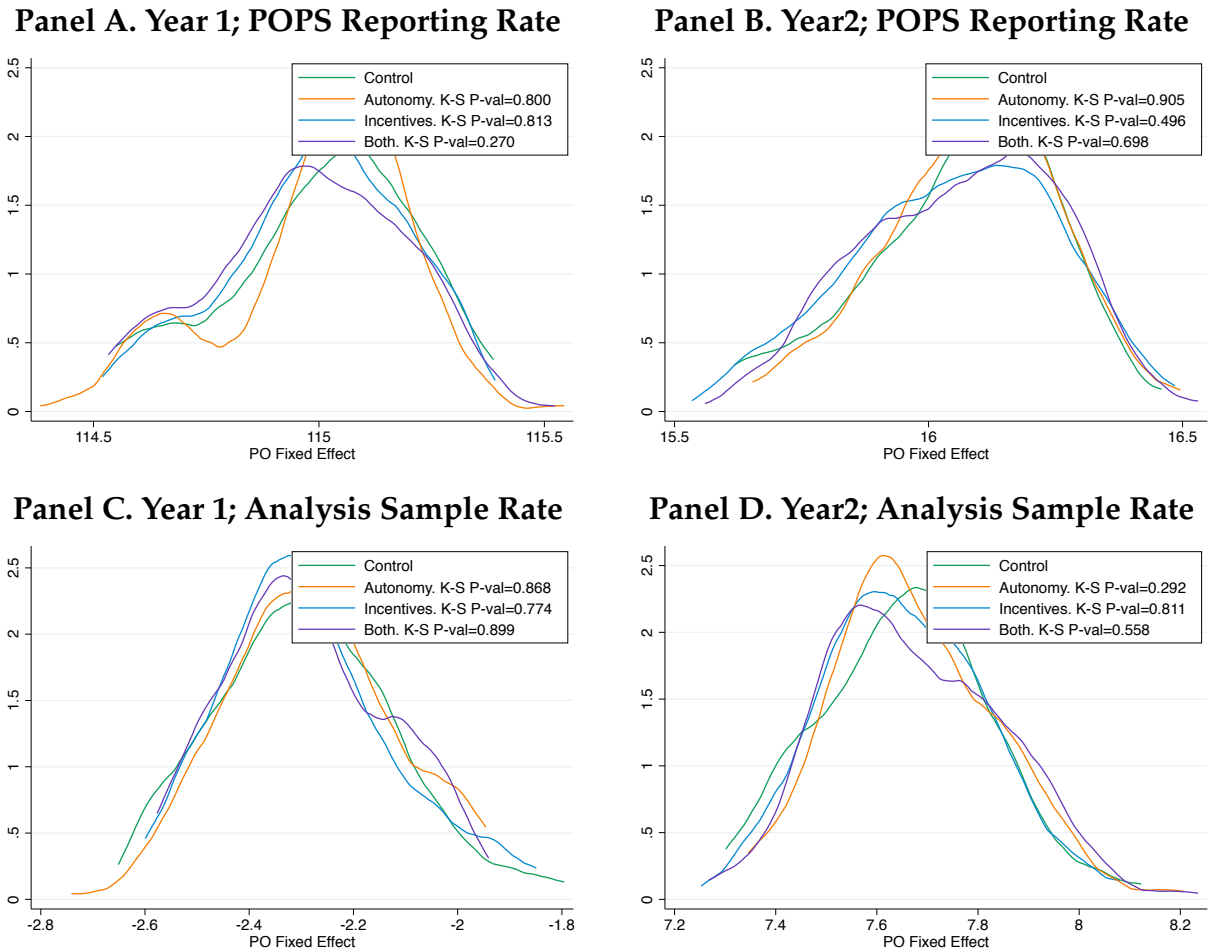 Panel A. Year 1; POPS Reporting Rate
2.5
2
1.5
1
.5
0
Control
Autonomy. K-S P-val=0.800
Incentives. K-S P-val=0.813
Both. K-S P-val=0.270
114.5 115 115.5
PO Fixed Effect
Panel B. Year2; POPS Reporting Rate
2.5
2
1.5
1
.5
0
Control
Autonomy. K-S P-val=0.905
Incentives. K-S P-val=0.496
Both. K-S P-val=0.698
15.5 16 16.5
PO Fixed Effect
Panel C. Year 1; Analysis Sample Rate
2.5
2
1.5
1
.5
0
Control
Autonomy. K-S P-val=0.868
Incentives. K-S P-val=0.774
Both. K-S P-val=0.899
-2.8 -2.6 -2.4 -2.2 -2 -1.8
PO Fixed Effect
Panel D. Year2; Analysis Sample Rate
2.5
2
1.5
1
.5
0
Control
Autonomy. K-S P-val=0.292
Incentives. K-S P-val=0.811
Both. K-S P-val=0.558
7.2 7.4 7.6 7.8 8 8.2
PO Fixed Effect